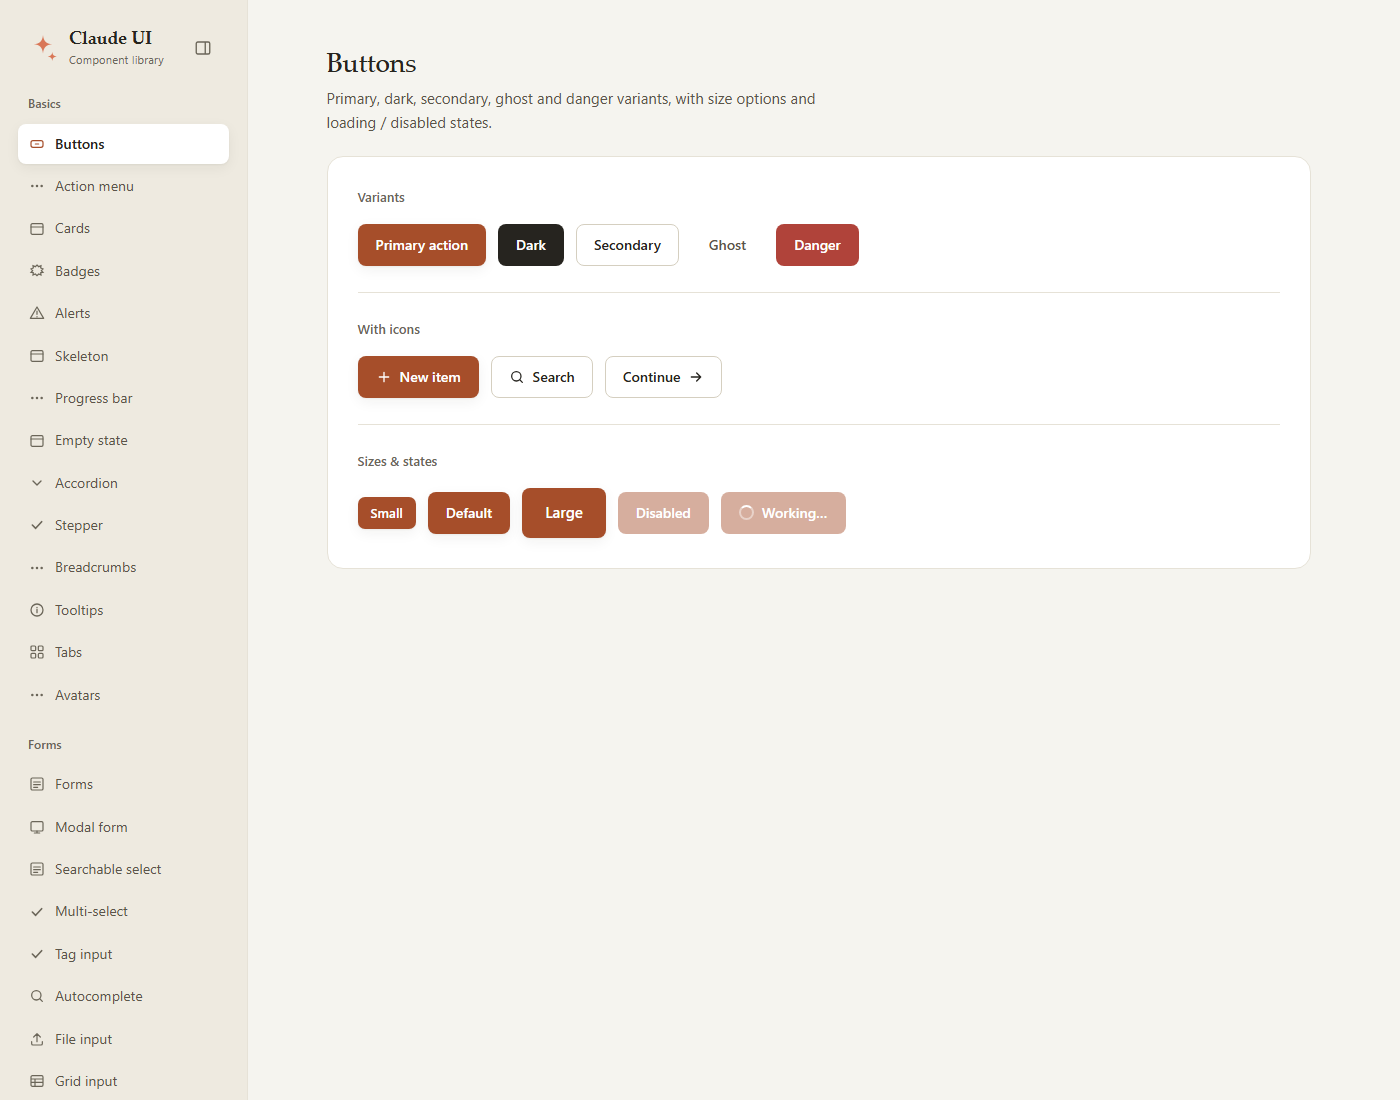 Claude UI
Component library
Basics
Buttons
Action menu
Cards
Badges
Alerts
Skeleton
Progress bar
Empty state
Accordion
Stepper
Breadcrumbs
Tooltips
Tabs
Avatars
Forms
Forms
Modal form
Searchable select
Multi-select
Tag input
Autocomplete
File input
Grid input
Buttons
Primary, dark, secondary, ghost and danger variants, with size options and
loading / disabled states.
Variants
Primary action Dark Secondary Ghost Danger
With icons
New item Search Continue
Sizes & states
Small Default Large Disabled Working...